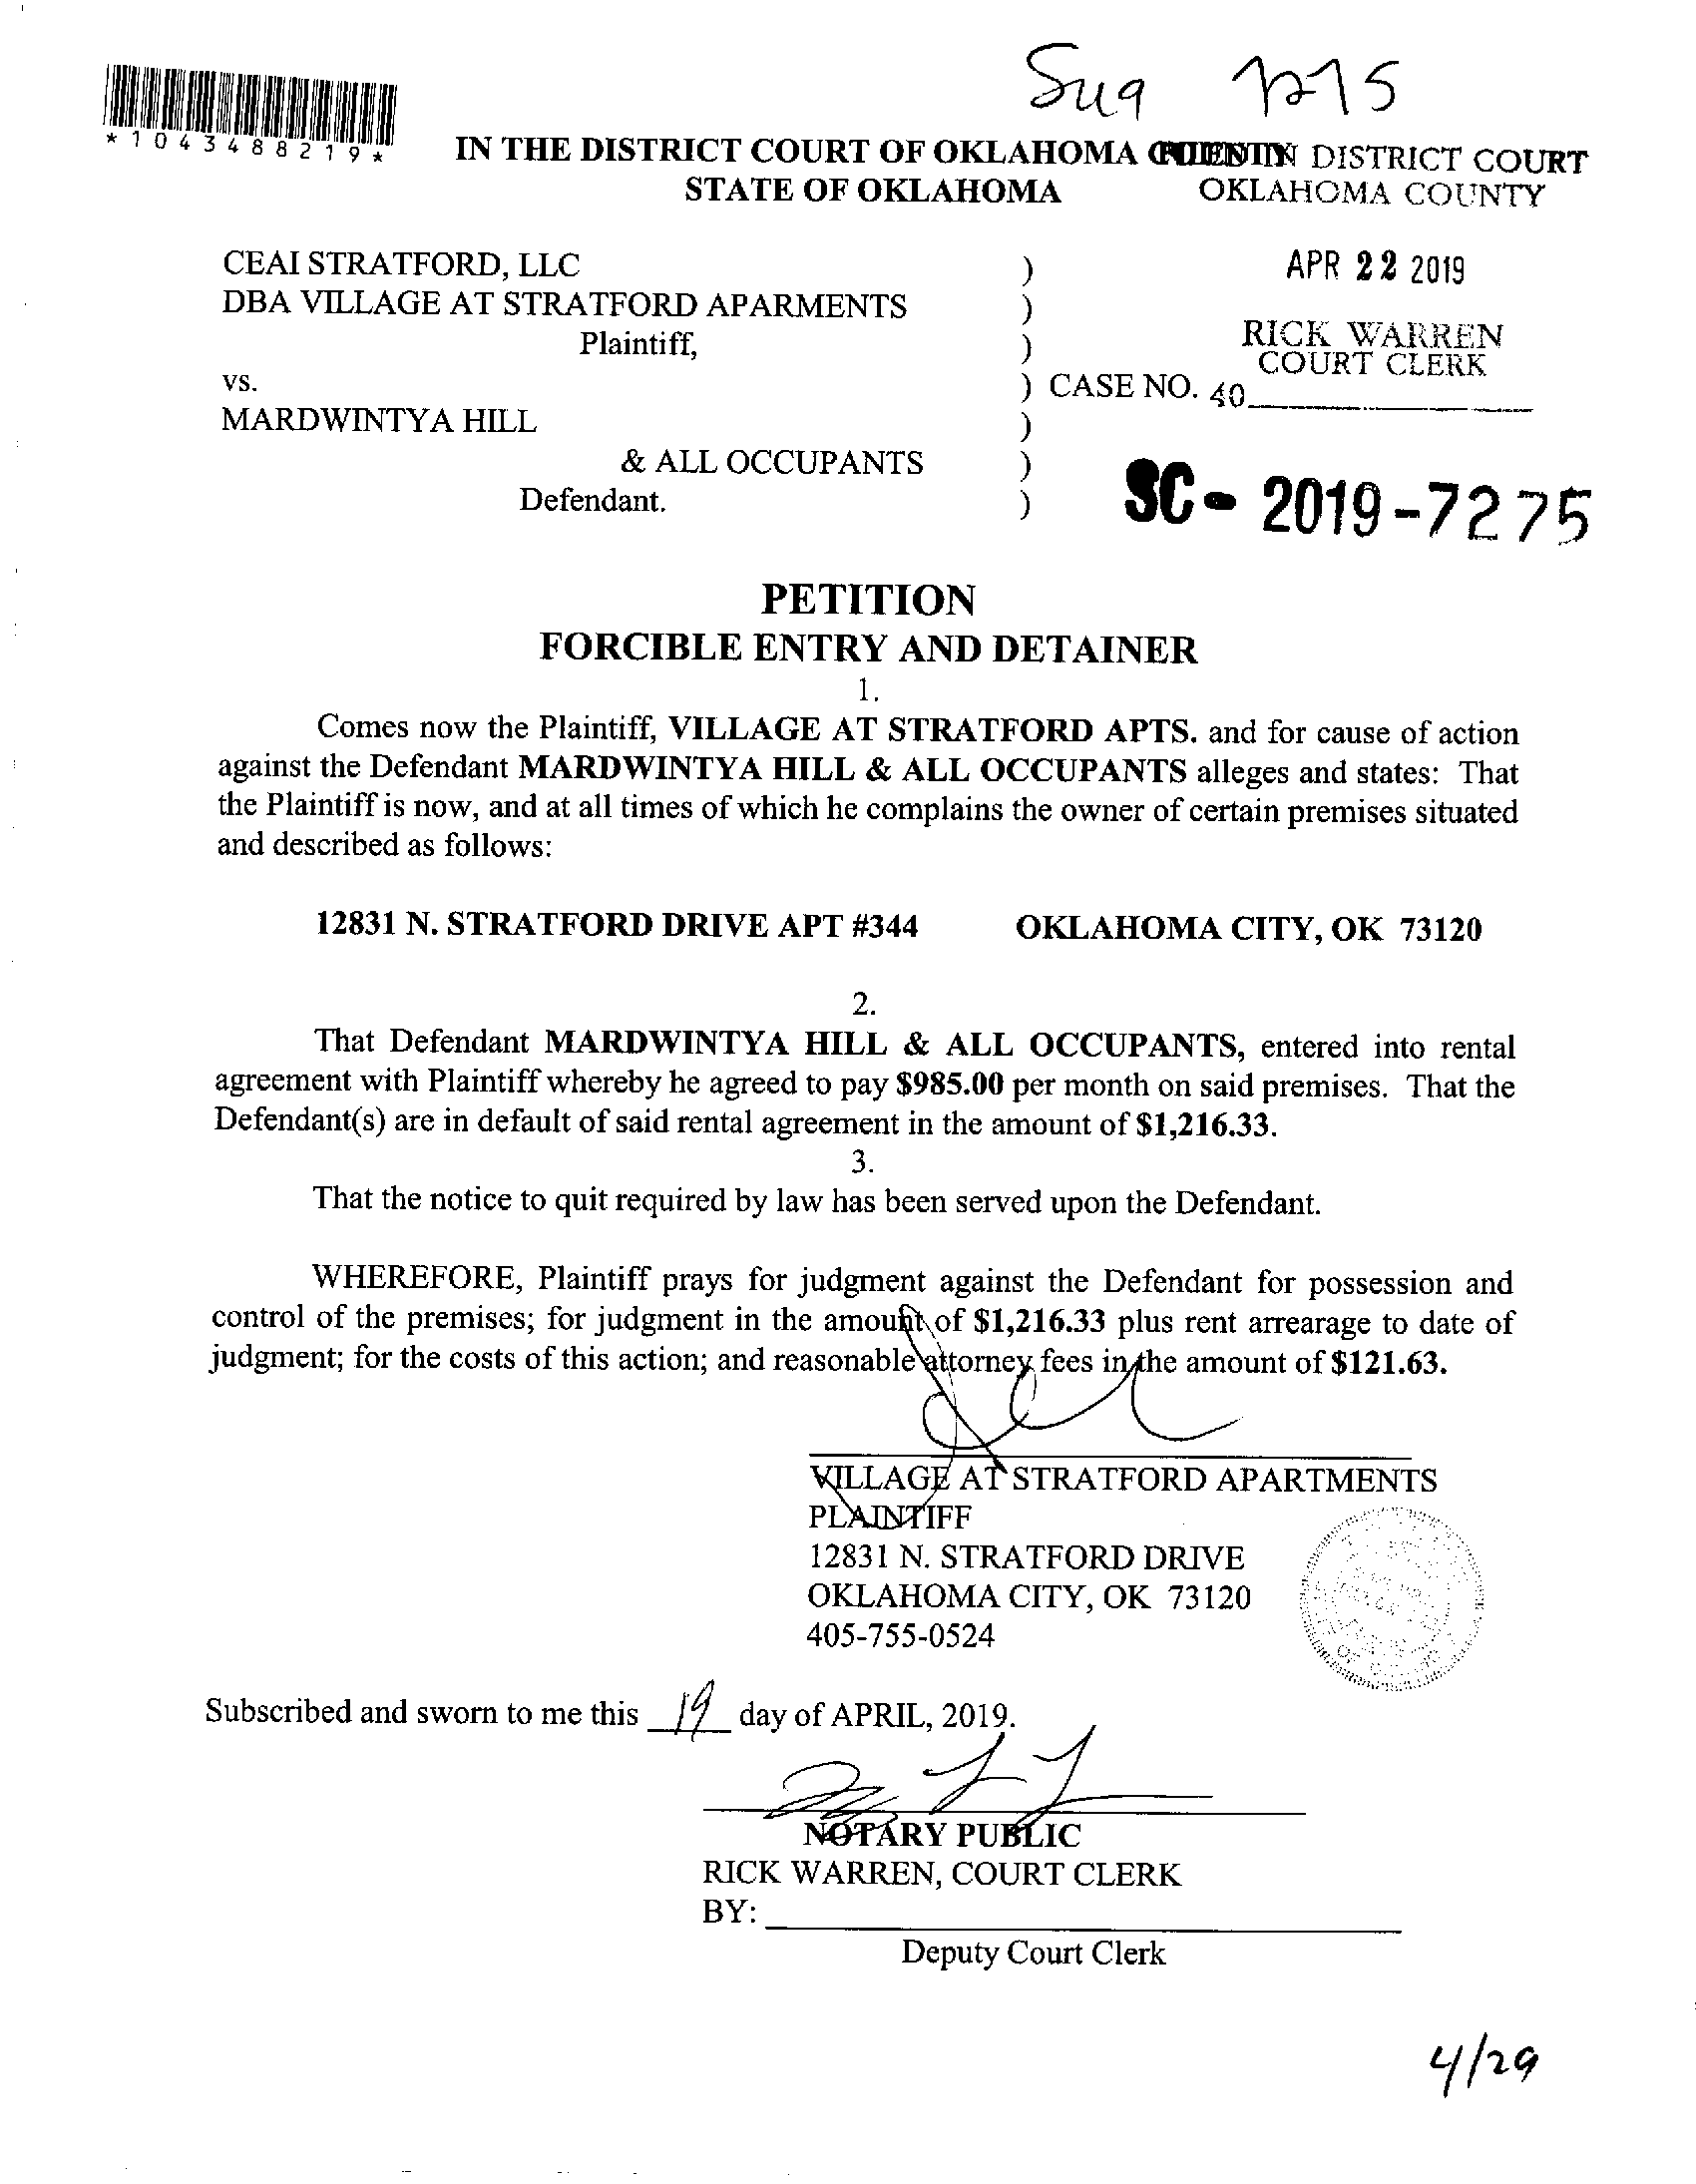 *1043488219*
IN THE DISTRICT COURT OF OKLAHOMA
FILED IN DISTRICT COURT
STATE OF OKLAHOMA
OKLAHOMA COUNTY
CEAI STRATFORD, LLC )
APR 22 2019
DBA VILLAGE AT STRATFORD APARMENTS )
Plaintiff, )
RICK WARREN
COURT CLERK
vs. ) CASE NO. 40
MARDWINTYA HILL )
& ALL OCCUPANTS )
SC- 2019-7275
Defendant. )
PETITION
FORCIBLE ENTRY AND DETAINER
1.
Comes now the Plaintiff, VILLAGE AT STRATFORD APTS. and for cause of action
against the Defendant MARDWINTYA HILL & ALL OCCUPANTS alleges and states: That
the Plaintiff is now, and at all times of which he complains the owner of certain premises situated
and described as follows:
12831 N. STRATFORD DRIVE APT #344 OKLAHOMA CITY, OK 73120
2.
That Defendant MARDWINTYA HILL & ALL OCCUPANTS, entered into rental
agreement with Plaintiff whereby he agreed to pay $985.00 per month on said premises. That the
Defendant(s) are in default of said rental agreement in the amount of $1,216.33.
3.
That the notice to quit required by law has been served upon the Defendant.
WHEREFORE, Plaintiff prays for judgment against the Defendant for possession and
control of the premises; for judgment in the amount of $1,216.33 plus rent arrearage to date of
judgment; for the costs of this action; and reasonable attorney fees in the amount of $121.63.
VILLAGE AT STRATFORD APARTMENTS
PLAINTIFF
12831 N. STRATFORD DRIVE
OKLAHOMA CITY, OK 73120
405-755-0524
Subscribed and sworn to me this 19 day of APRIL, 2019.
NOTARY PUBLIC
RICK WARREN, COURT CLERK
BY:
Deputy Court Clerk
4/29